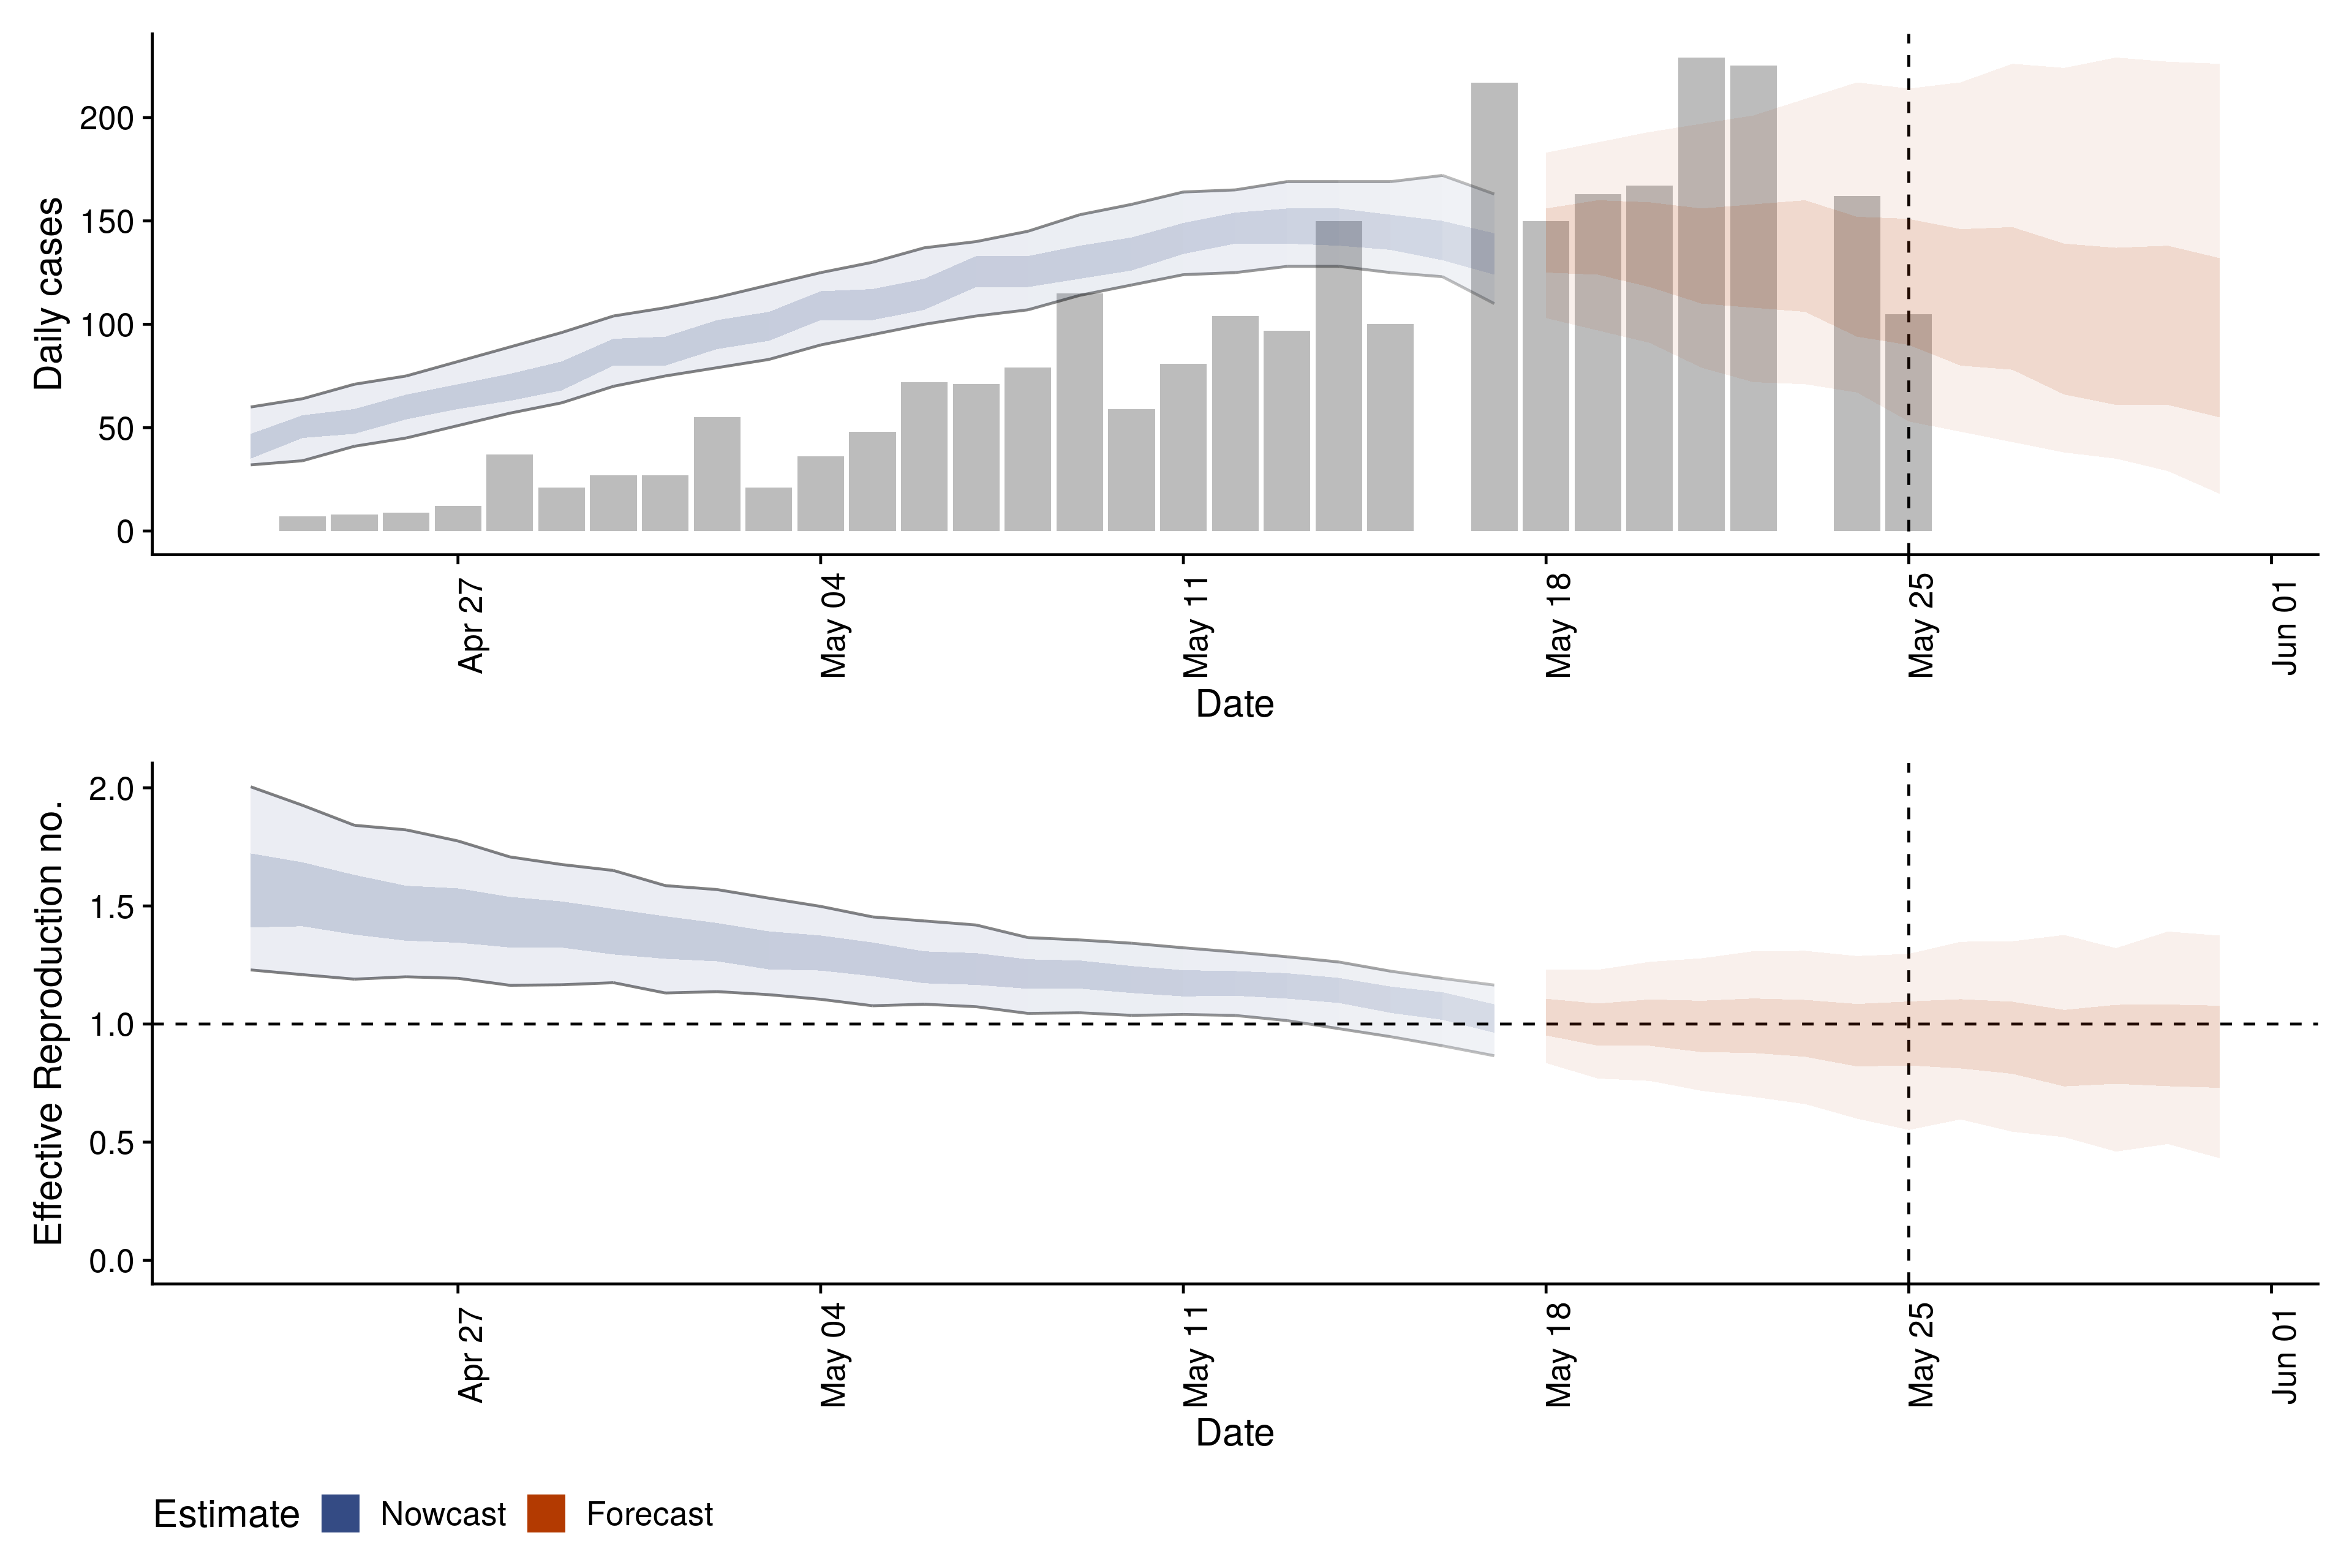 Daily cases
200
150
100
50
0
Apr 27
May 04
May 11
May 18
May 25
Jun 01
Date
Effective Reproduction no.
2.0
1.5
1.0
0.5
0.0
Apr 27
May 04
May 11
May 18
May 25
Jun 01
Date
Estimate Nowcast Forecast